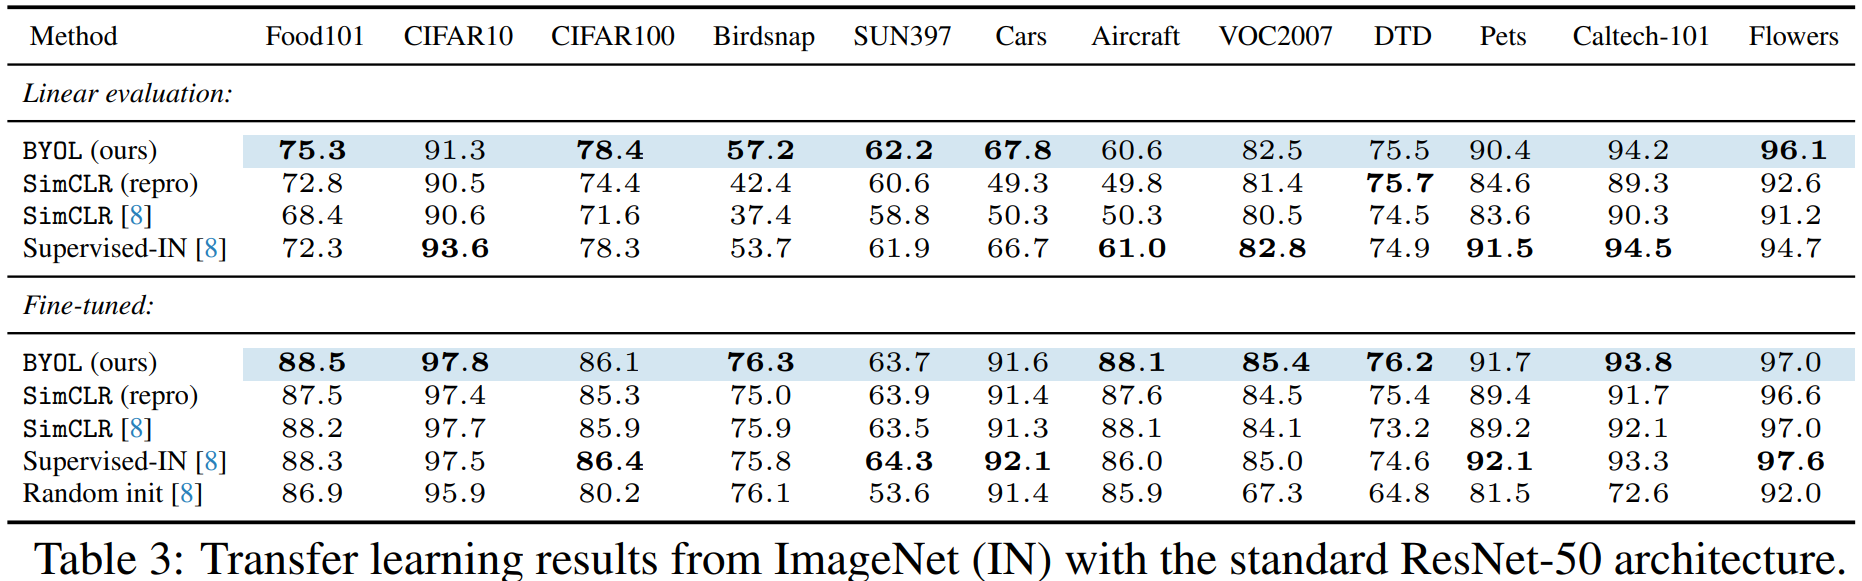 Method Food101 CIFAR10 CIFAR100 Birdsnap SUN397 Cars Aircraft VOC2007 DTD Pets Caltech-101 Flowers
Linear evaluation:
BYOL (ours) 75.3 91.3 78.4 57.2 62.2 67.8 60.6 82.5 75.5 90.4 94.2 96.1
SimCLR (repro) 72.8 90.5 74.4 42.4 60.6 49.3 49.8 81.4 75.7 84.6 89.3 92.6
SimCLR [8] 68.4 90.6 71.6 37.4 58.8 50.3 50.3 80.5 74.5 83.6 90.3 91.2
Supervised-IN [8] 72.3 93.6 78.3 53.7 61.9 66.7 61.0 82.8 74.9 91.5 94.5 94.7
Fine-tuned:
BYOL (ours) 88.5 97.8 86.1 76.3 63.7 91.6 88.1 85.4 76.2 91.7 93.8 97.0
SimCLR (repro) 87.5 97.4 85.3 75.0 63.9 91.4 87.6 84.5 75.4 89.4 91.7 96.6
SimCLR [8] 88.2 97.7 85.9 75.9 63.5 91.3 88.1 84.1 73.2 89.2 92.1 97.0
Supervised-IN [8] 88.3 97.5 86.4 75.8 64.3 92.1 86.0 85.0 74.6 92.1 93.3 97.6
Random init [8] 86.9 95.9 80.2 76.1 53.6 91.4 85.9 67.3 64.8 81.5 72.6 92.0
Table 3: Transfer learning results from ImageNet (IN) with the standard ResNet-50 architecture.